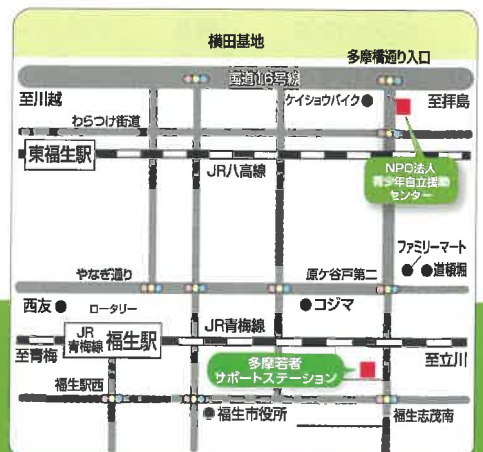 横田基地
多摩橋通り入口
国道16号線
至川越
ケイショウバイク
至拝島
わらつけ街道
東福生駅
JR八高線
NPO法人
青少年自立援助
センター
ファミリーマート
道頓堀
やなぎ通り
原ケ谷戸第二
西友
ロータリー
コジマ
JR
青梅線
福生駅
JR青梅線
至青梅
至立川
多摩若者
サポートステーション
福生駅西
福生市役所
福生志茂南